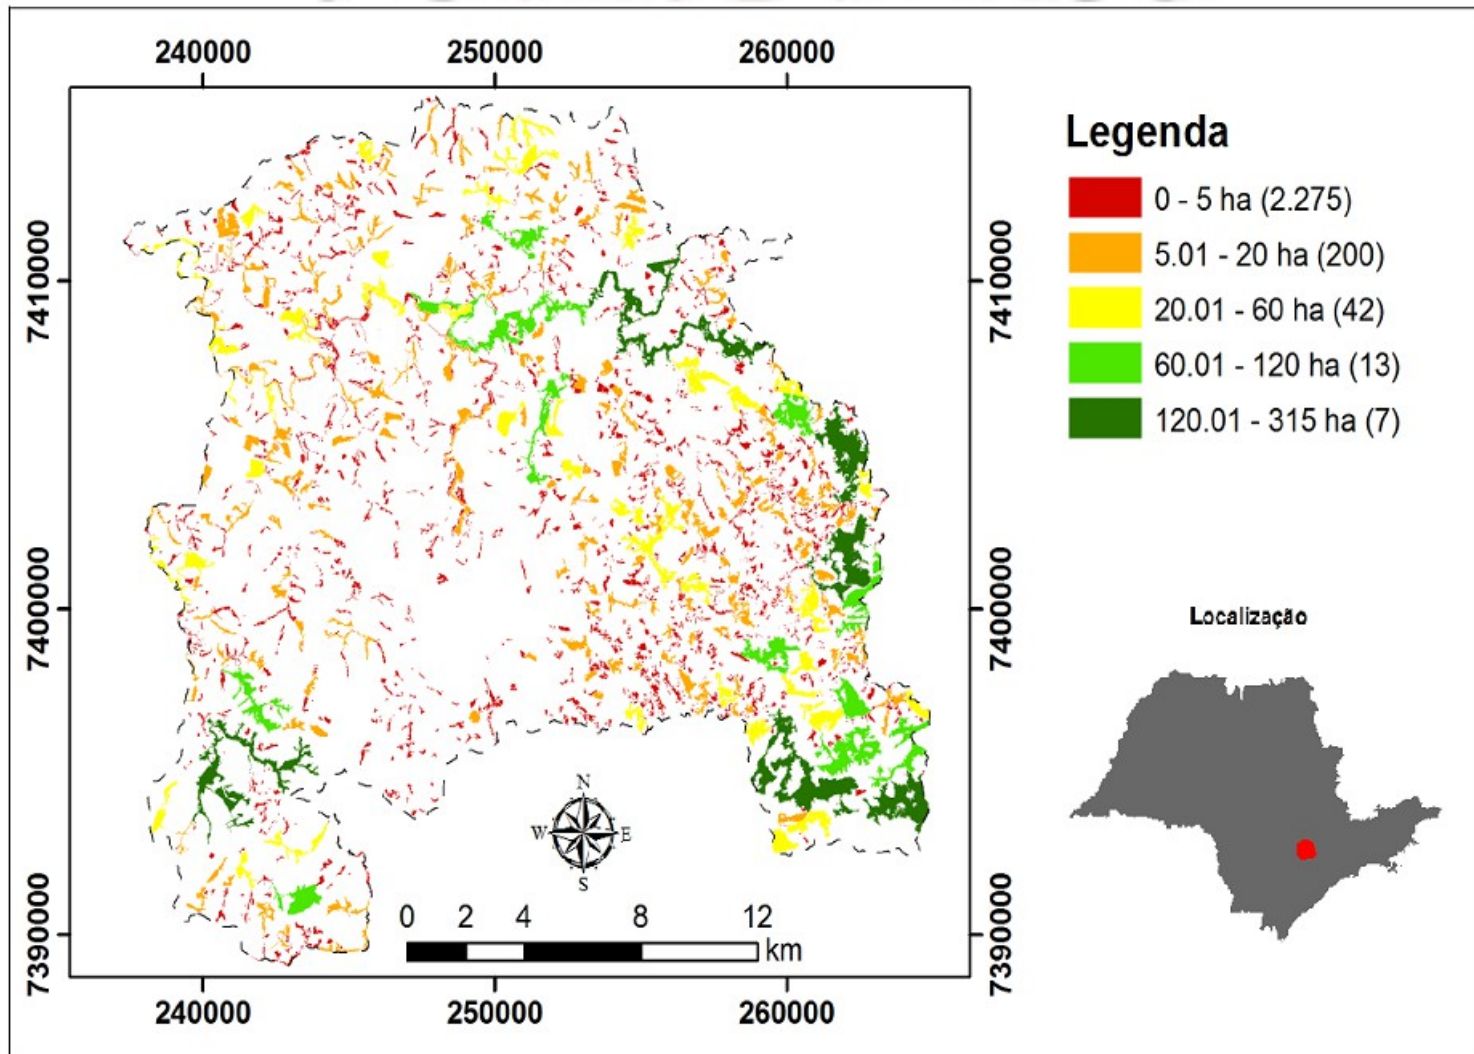 240000
250000
260000
7410000
7400000
7390000
7410000
7400000
7390000
240000
250000
260000
N
W E
S
0 2 4 8 12
km
Legenda
0 - 5 ha (2.275)
5.01 - 20 ha (200)
20.01 - 60 ha (42)
60.01 - 120 ha (13)
120.01 - 315 ha (7)
Localização